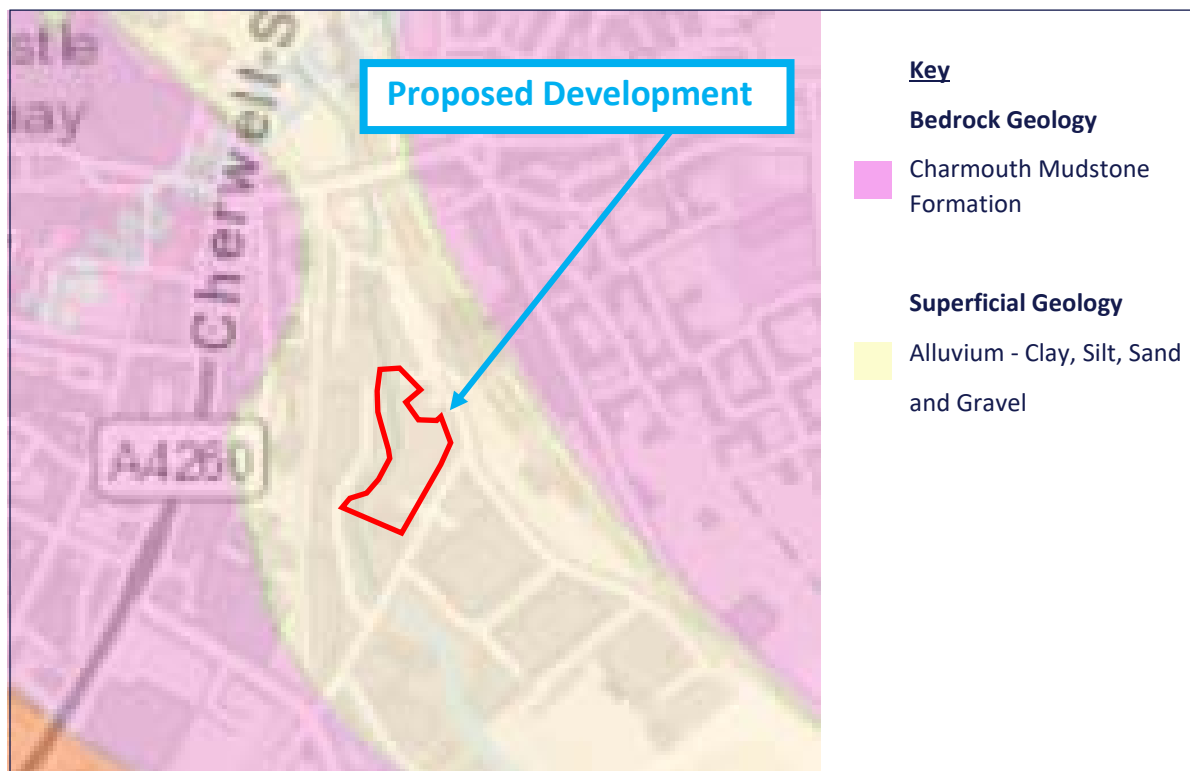 stle
uay
Cherwell-S
A4260
Proposed Development
Key
Bedrock Geology
Charmouth Mudstone
Formation
Superficial Geology
Alluvium - Clay, Silt, Sand
and Gravel